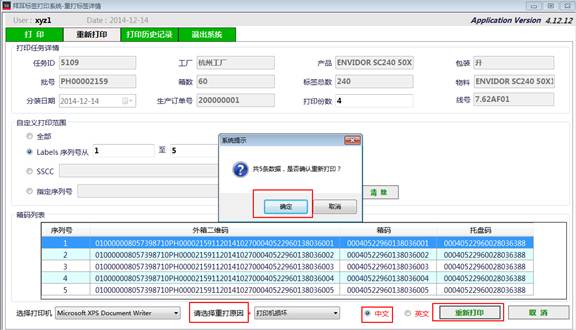 拜耳标签打印系统-重打标签详情
User : xyz1 Date : 2014-12-14 Application Version 4.12.12
打 印 重新打印 打印历史记录 退出系统
打印任务详情
任务ID 5109 工厂 杭州工厂 产品 ENVIDOR SC240 50X 包装 升
批号 PH00002159 箱数 60 标签总数 240 物料 ENVIDOR SC240 50X
分装日期 2014-12-14 生产订单号 200000001 打印份数 4 线号 7.62AF01
自定义打印范围
全部
Labels 序列号从 1 至 5
SSCC
指定序列号 清 除
系统提示
共5条数据，是否确认重新打印？
确定 取消
箱码列表
序列号 外箱二维码 箱码 托盘码
1 01000000805739871​0PH0000215911201410270004052296013803600​1 00040522960138036001 00040522960028036388
2 010000008057398710PH00002159112014102700040522960138036002 00040522960138036002 00040522960028036388
3 010000008057398710PH00002159112014102700040522960138036003 00040522960138036003 00040522960028036388
4 010000008057398710PH00002159112014102700040522960138036004 00040522960138036004 00040522960028036388
5 010000008057398710PH00002159112014102700040522960138036005 00040522960138036005 00040522960028036388
选择打印机 Microsoft XPS Document Writer 请选择重打原因 打印机损坏 中文 英文 重新打印 取 消